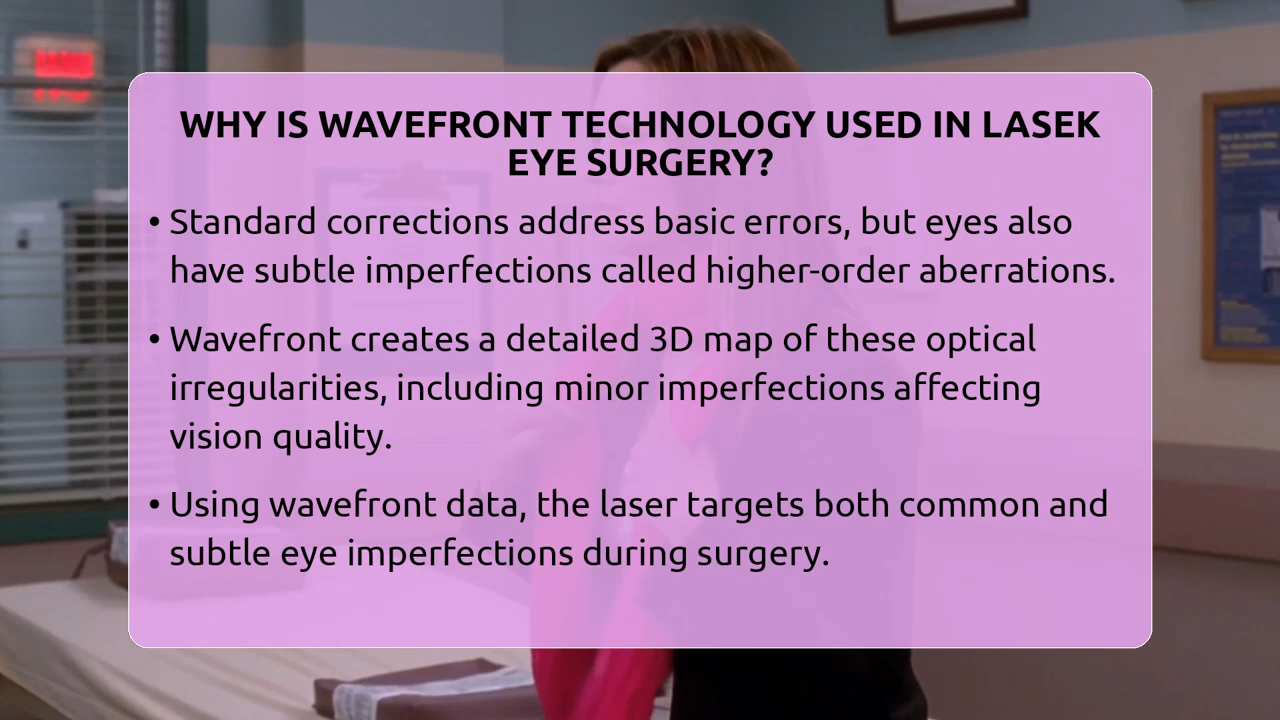 WHY IS WAVEFRONT TECHNOLOGY USED IN LASEK
EYE SURGERY?
• Standard corrections address basic errors, but eyes also
have subtle imperfections called higher-order aberrations.
• Wavefront creates a detailed 3D map of these optical
irregularities, including minor imperfections affecting
vision quality.
• Using wavefront data, the laser targets both common and
subtle eye imperfections during surgery.